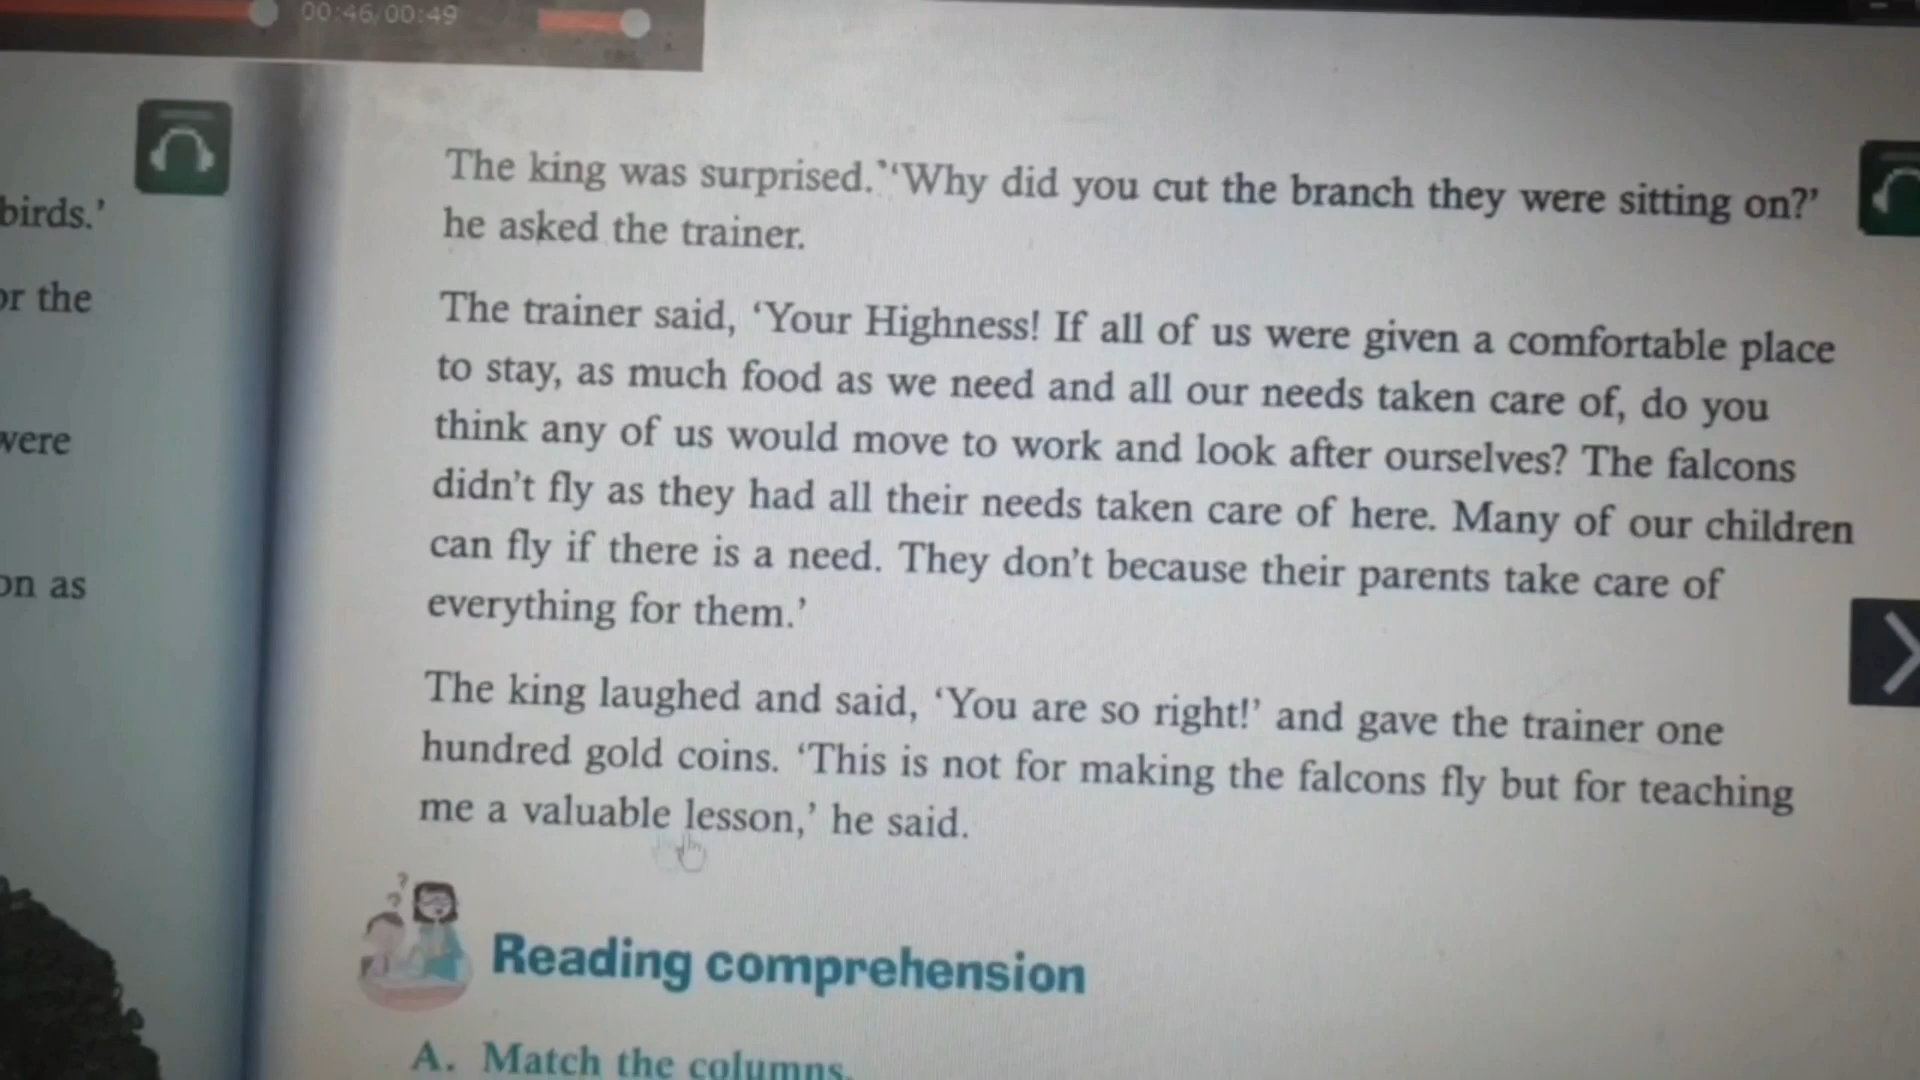 00:46/00:49
birds.'
or the
were
on as
The king was surprised. 'Why did you cut the branch they were sitting on?'
he asked the trainer.
The trainer said, 'Your Highness! If all of us were given a comfortable place
to stay, as much food as we need and all our needs taken care of, do you
think any of us would move to work and look after ourselves? The falcons
didn't fly as they had all their needs taken care of here. Many of our children
can fly if there is a need. They don't because their parents take care of
everything for them.'
The king laughed and said, 'You are so right!' and gave the trainer one
hundred gold coins. 'This is not for making the falcons fly but for teaching
me a valuable lesson,' he said.
Reading comprehension
A. Match the columns.